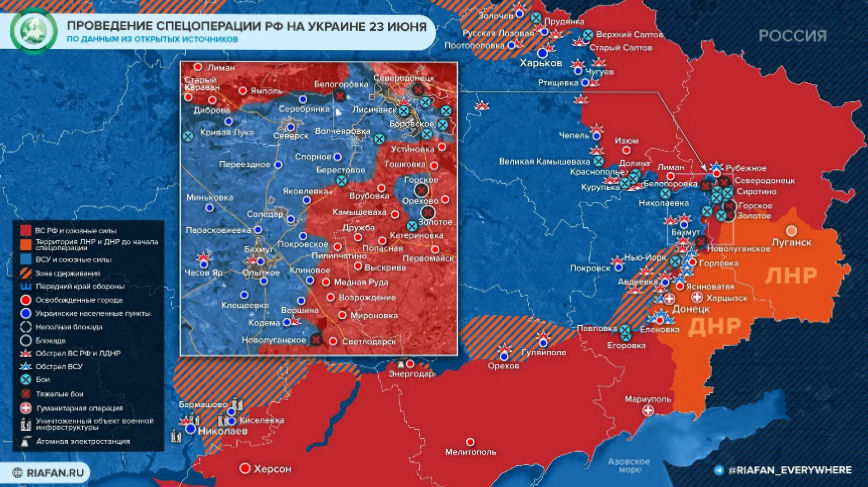 ПРОВЕДЕНИЕ СПЕЦОПЕРАЦИИ РФ НА УКРАИНЕ 23 ИЮНЯ
ПО ДАННЫМ ИЗ ОТКРЫТЫХ ИСТОЧНИКОВ
РОССИЯ
Золочев
Прудянка
Русская Лозовая
Верхний Салтов
Протопоповка
Старый Салтов
Харьков
Чугуев
Ртищевка
Чепель
Изюм
Великая Камышеваха
Долина
Краснополье
Лиман
Рубежное
Курулька
Белогоровка
Северодонецк
Сиротино
Николаевка
Горское
Золотое
Бахмут
Луганск
Нью-Йорк
Новолуганское
Покровск
Горловка
ЛНР
Авдеевка
Ясиноватая
Харцызск
Донецк
ДНР
Павловка
Еленовка
Егоровка
Гуляйполе
Орехов
Энергодар
Мариуполь
Бармашово
Киселевка
Николаев
Мелитополь
Херсон
Азовское
море
Лиман
Старый
Караван
Ямполь
Белогоровка
Северодонецк
Диброва
Серебрянка
Лисичанск
Боровское
Кривая Лука
Северск
Волчеяровка
Устиновка
Спорное
Переездное
Тошковка
Берестовое
Горское
Миньковка
Яковлевка
Врубовка
Орехово
Соледар
Камышеваха
Золотое
Парасковиевка
Дружба
Катериновка
Покровское
Попасная
Бахмут
Пилипчатино
Первомайск
Часов Яр
Опытное
Клиновое
Выскрива
Медная Руда
Клещеевка
Возрождение
Вершина
Кодема
Мироновка
Новолуганское
Светлодарск
ВС РФ и союзные силы
Территория ЛНР и ДНР до начала
спецоперации
ВСУ и союзные силы
Зона сдерживания
Передний край обороны
Освобожденные города
Украинские населенные пункты
Неполная блокада
Блокада
Обстрел ВС РФ и ЛДНР
Обстрел ВСУ
Бои
Тяжелые бои
Гуманитарная операция
Уничтоженный объект военной
инфраструктуры
Атомная электростанция
RIAFAN.RU
@RIAFAN_EVERYWHERE